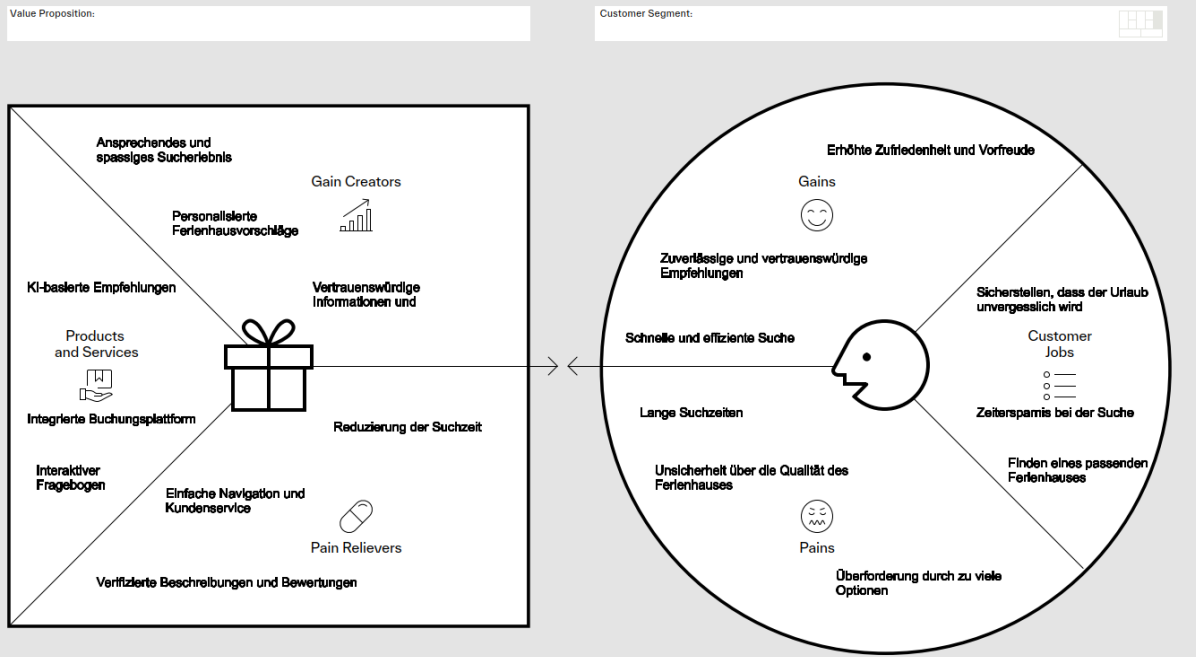 Value Proposition:
Customer Segment:
Ansprechendes und
spassiges Sucherlebnis
Gain Creators
Personalisierte
Ferienhausvorschläge
KI-basierte Empfehlungen
Vertrauenswürdige
Informationen und
Products
and Services
Integrierte Buchungsplattform
Interaktiver
Fragebogen
Reduzierung der Suchzeit
Einfache Navigation und
Kundenservice
Pain Relievers
Verifizierte Beschreibungen und Bewertungen
Erhöhte Zufriedenheit und Vorfreude
Gains
Zuverlässige und vertrauenswürdige
Empfehlungen
Schnelle und effiziente Suche
Sicherstellen, dass der Urlaub
unvergesslich wird
Customer
Jobs
Zeitersparnis bei der Suche
Finden eines passenden
Ferienhauses
Lange Suchzeiten
Unsicherheit über die Qualität des
Ferienhauses
Pains
Überforderung durch zu viele
Optionen